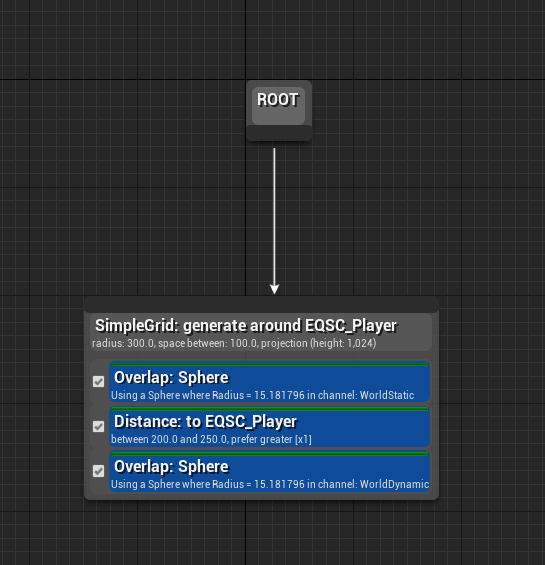 ROOT
SimpleGrid: generate around EQSC_Player
radius: 300.0, space between: 100.0, projection (height: 1,024)
Overlap: Sphere
Using a Sphere where Radius = 15.181796 in channel: WorldStatic
Distance: to EQSC_Player
between 200.0 and 250.0, prefer greater [x1]
Overlap: Sphere
Using a Sphere where Radius = 15.181796 in channel: WorldDynamic